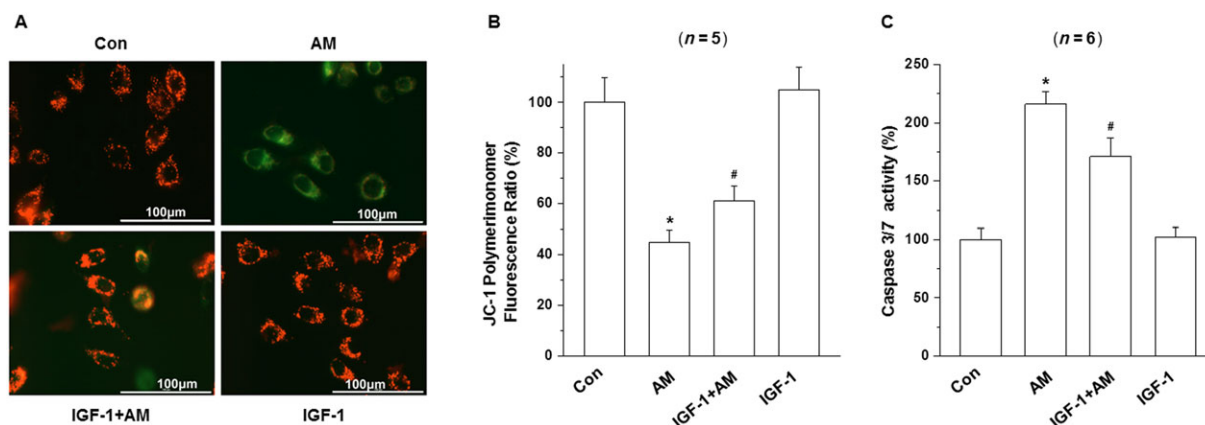 A
Con
AM
100μm
100μm
100μm
100μm
IGF-1+AM
IGF-1
B
(n = 5)
JC-1 Polymerimonomer
Fluorescence Ratio (%)
100
80
60
40
20
0
*
#
Con
AM
IGF-1+AM
IGF-1
C
(n = 6)
Caspase 3/7 activity (%)
250
200
150
100
50
0
*
#
Con
AM
IGF-1+AM
IGF-1